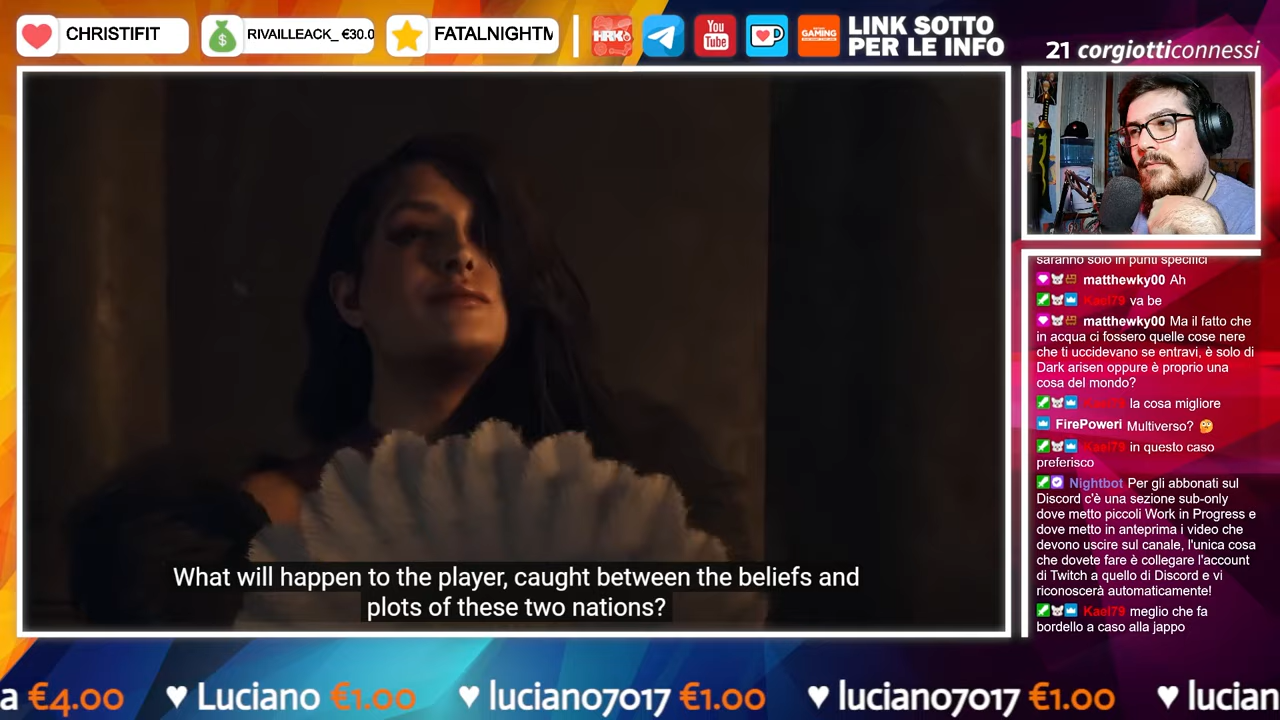 CHRISTIFIT
RIVAILLEACK_ €30.0
FATALNIGHTM
HRK
You
Tube
GAMING
LINK SOTTO
PER LE INFO
21 corgiotticonnessi
What will happen to the player, caught between the beliefs and
plots of these two nations?
saranno solo in punti specifici
matthewky00 Ah
Kael79 va be
matthewky00 Ma il fatto che
in acqua ci fossero quelle cose nere
che ti uccidevano se entravi, è solo di
Dark arisen oppure è proprio una
cosa del mondo?
Kael79 la cosa migliore
FirePoweri Multiverso?
Kael79 in questo caso
preferisco
Nightbot Per gli abbonati sul
Discord c'è una sezione sub-only
dove metto piccoli Work in Progress e
dove metto in anteprima i video che
devono uscire sul canale, l'unica cosa
che dovete fare è collegare l'account
di Twitch a quello di Discord e vi
riconoscerà automaticamente!
Kael79 meglio che fa
bordello a caso alla jappo
a €4.00 ♥ Luciano €1.00 ♥ luciano7017 €1.00 ♥ luciano7017 €1.00 ♥ lucian